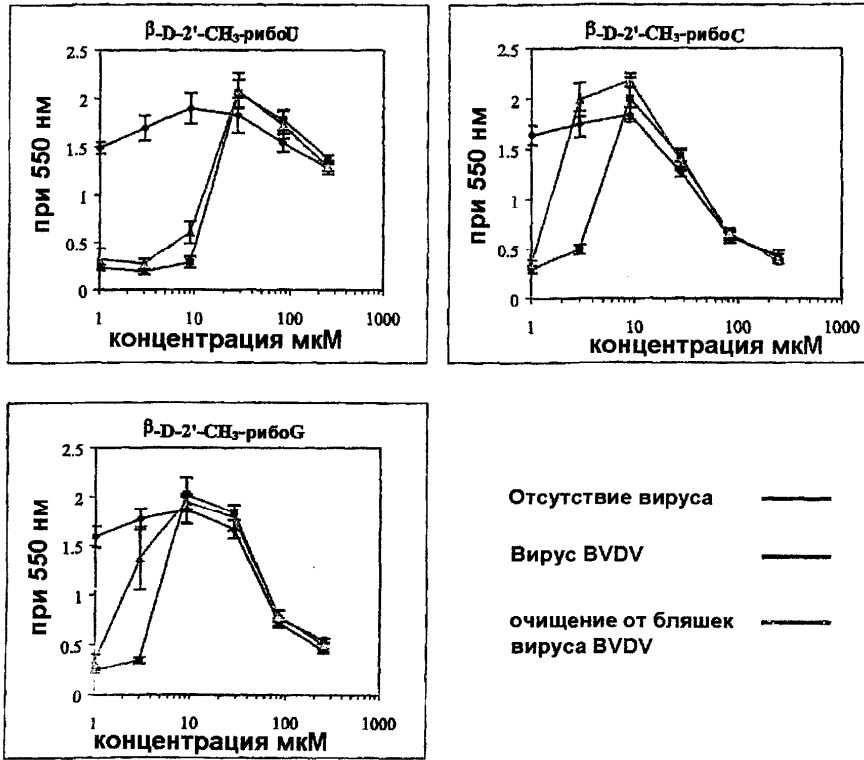 β-D-2'-CH₃-рибоU
2.5
2
1.5
1
0.5
0
при 550 нм
1 10 100 1000
концентрация мкМ
β-D-2'-CH₃-рибоC
2.5
2
1.5
1
0.5
0
при 550 нм
1 10 100 1000
концентрация мкМ
β-D-2'-CH₃-рибоG
2.5
2
1.5
1
0.5
0
при 550 нм
1 10 100 1000
концентрация мкМ
Отсутствие вируса
Вирус BVDV
очищение от бляшек
вируса BVDV